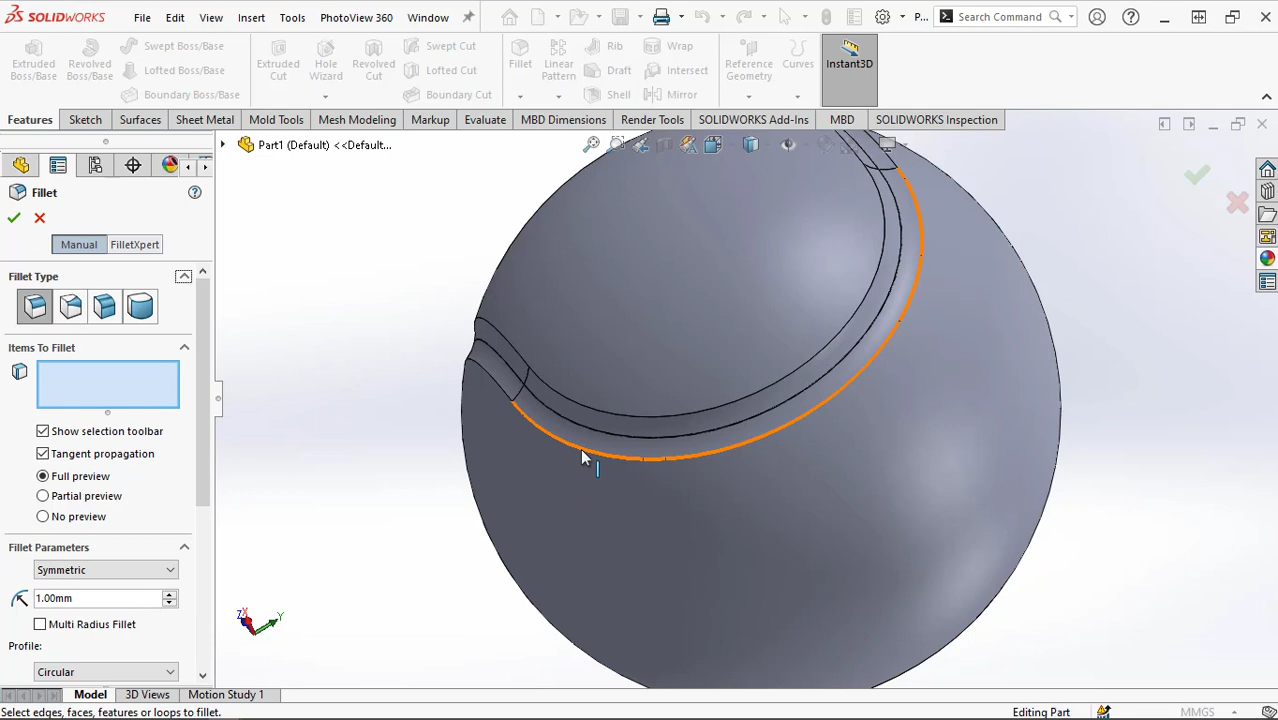 SOLIDWORKS File Edit View Insert Tools PhotoView 360 Window P... Search Command
Extruded Boss/Base
Revolved Boss/Base
Swept Boss/Base
Lofted Boss/Base
Boundary Boss/Base
Extruded Cut
Hole Wizard
Revolved Cut
Swept Cut
Lofted Cut
Boundary Cut
Fillet
Linear Pattern
Rib
Draft
Shell
Wrap
Intersect
Mirror
Reference Geometry
Curves
Instant3D
Features Sketch Surfaces Sheet Metal Mold Tools Mesh Modeling Markup Evaluate MBD Dimensions Render Tools SOLIDWORKS Add-Ins MBD SOLIDWORKS Inspection
Part1 (Default) <<Default...
Fillet
Manual FilletXpert
Fillet Type
Items To Fillet
Show selection toolbar
Tangent propagation
Full preview
Partial preview
No preview
Fillet Parameters
Symmetric
1.00mm
Multi Radius Fillet
Profile:
Circular
Z X Y
Model 3D Views Motion Study 1
Select edges, faces, features or loops to fillet. Editing Part MMGS